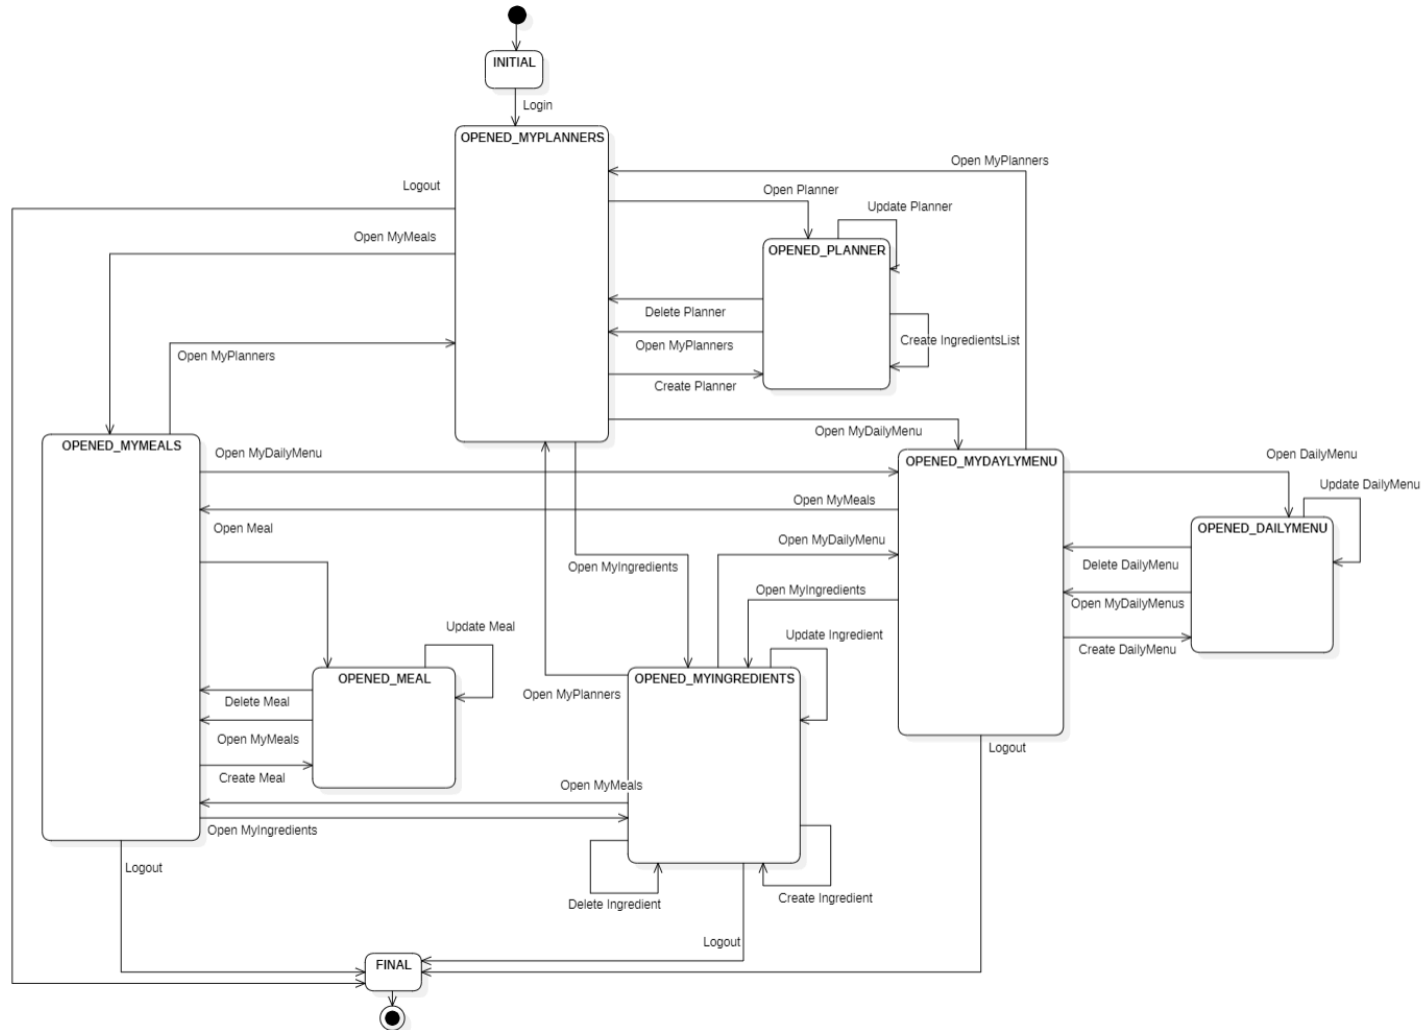 INITIAL
Login
OPENED_MYPLANNERS
Open MyPlanners
Logout
Open Planner
Update Planner
Open MyMeals
OPENED_PLANNER
Delete Planner
Create IngredientsList
Open MyPlanners
Open MyPlanners
Create Planner
Open MyDailyMenu
OPENED_MYMEALS
Open MyDailyMenu
OPENED_MYDAYLYMENU
Open DailyMenu
Update DailyMenu
Open MyMeals
Open Meal
OPENED_DAILYMENU
Open MyDailyMenu
Open MyIngredients
Delete DailyMenu
Open MyIngredients
Open MyDailyMenus
Update Meal
Update Ingredient
Create DailyMenu
OPENED_MEAL
OPENED_MYINGREDIENTS
Delete Meal
Open MyPlanners
Open MyMeals
Logout
Create Meal
Open MyMeals
Open MyIngredients
Logout
Delete Ingredient
Create Ingredient
Logout
FINAL